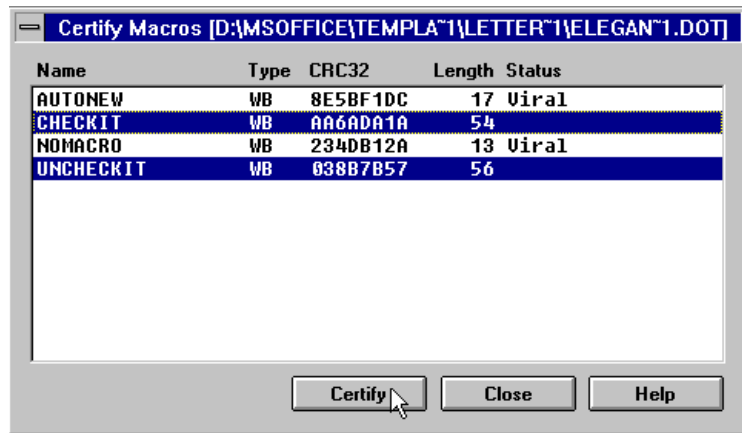 Certify Macros [D:\MSOFFICE\TEMPLA~1\LETTER~1\ELEGAN~1.DOT]
Name Type CRC32 Length Status
AUTONEW WB 8E5BF1DC 17 Viral
CHECKIT WB AA6ADA1A 54
NOMACRO WB 234DB12A 13 Viral
UNCHECKIT WB 038B7B57 56
Certify Close Help